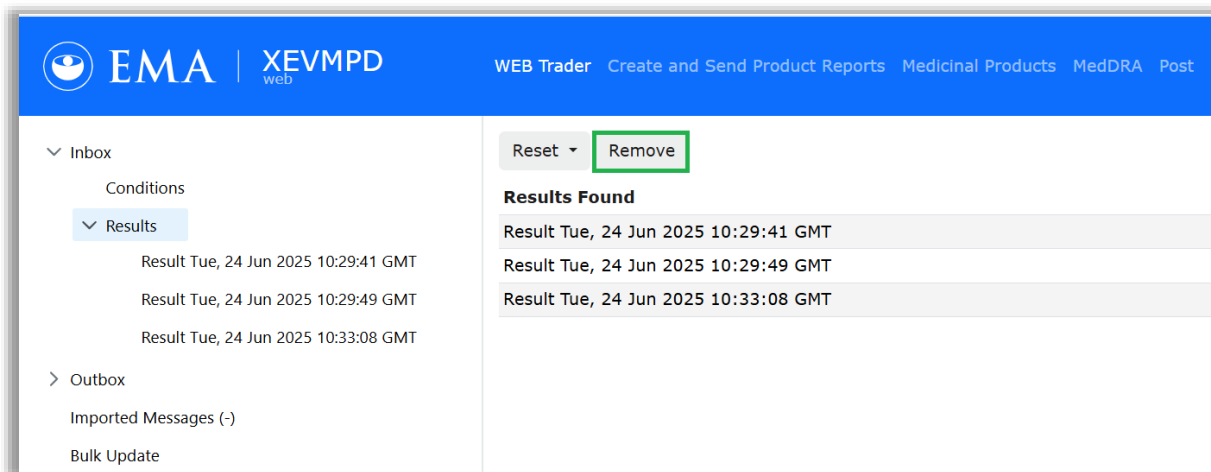 EMA | XEVMPD
web
WEB Trader Create and Send Product Reports Medicinal Products MedDRA Post
Inbox
Conditions
Results
Result Tue, 24 Jun 2025 10:29:41 GMT
Result Tue, 24 Jun 2025 10:29:49 GMT
Result Tue, 24 Jun 2025 10:33:08 GMT
Outbox
Imported Messages (-)
Bulk Update
Reset Remove
Results Found
Result Tue, 24 Jun 2025 10:29:41 GMT
Result Tue, 24 Jun 2025 10:29:49 GMT
Result Tue, 24 Jun 2025 10:33:08 GMT